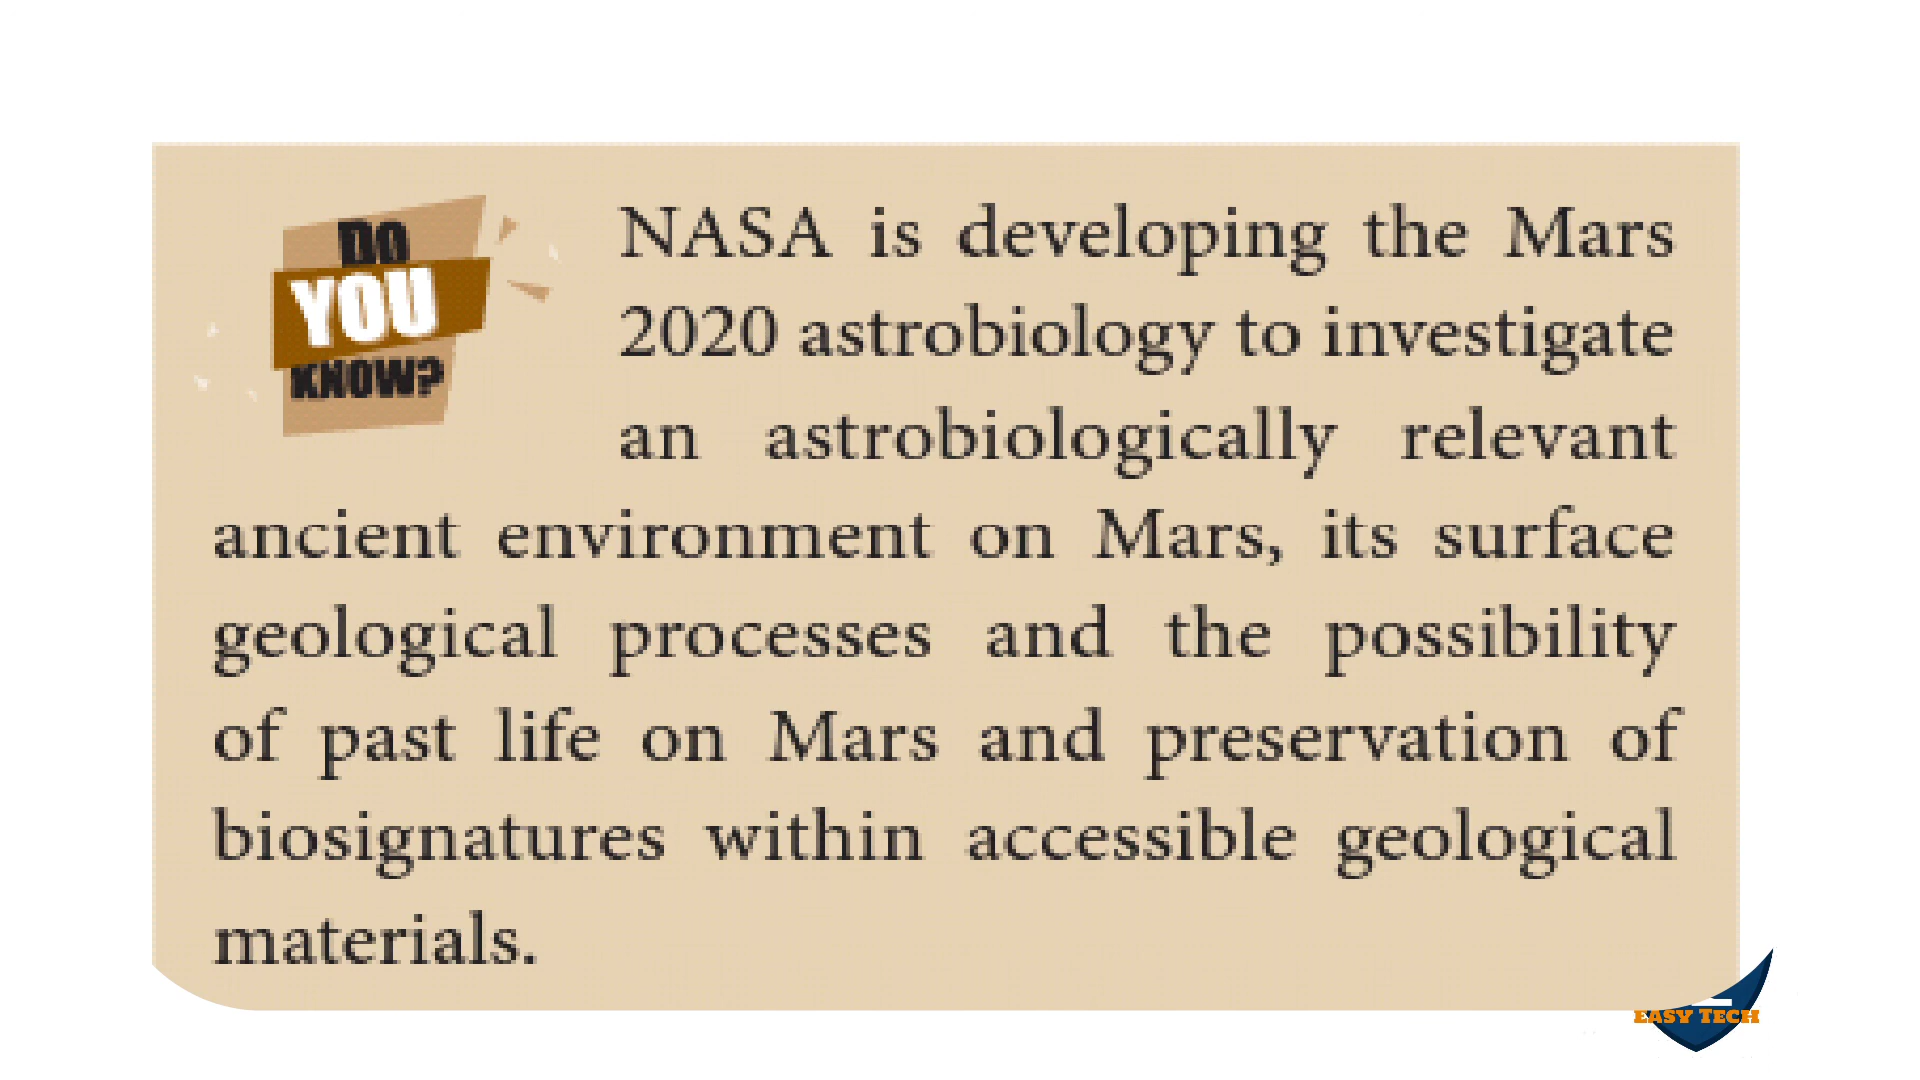 DO
YOU
KNOW?
NASA is developing the Mars
2020 astrobiology to investigate
an astrobiologically relevant
ancient environment on Mars, its surface
geological processes and the possibility
of past life on Mars and preservation of
biosignatures within accessible geological
materials.
EASY TECH